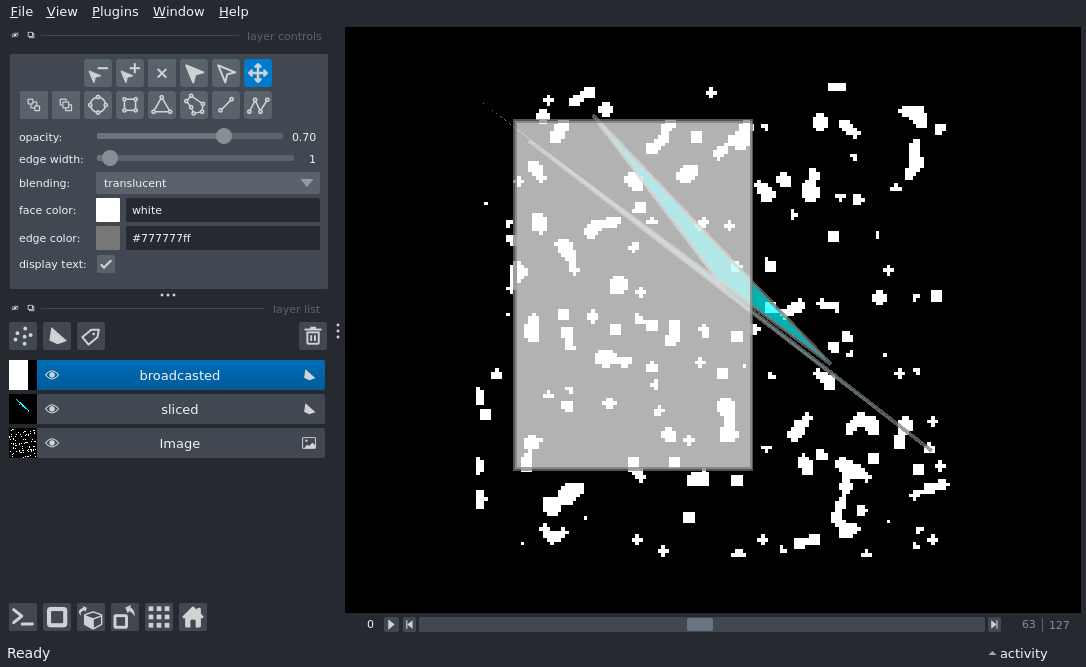 File View Plugins Window Help
layer controls
opacity: 0.70
edge width: 1
blending: translucent
face color: white
edge color: #777777ff
display text:
layer list
broadcasted
sliced
Image
0 63 127
Ready activity